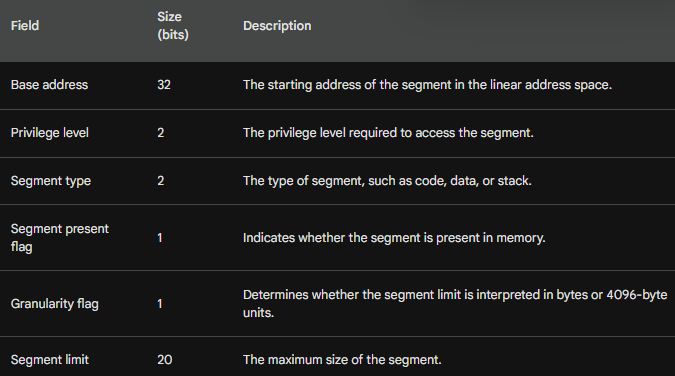 Field Size (bits) Description
Base address 32 The starting address of the segment in the linear address space.
Privilege level 2 The privilege level required to access the segment.
Segment type 2 The type of segment, such as code, data, or stack.
Segment present flag 1 Indicates whether the segment is present in memory.
Granularity flag 1 Determines whether the segment limit is interpreted in bytes or 4096-byte units.
Segment limit 20 The maximum size of the segment.